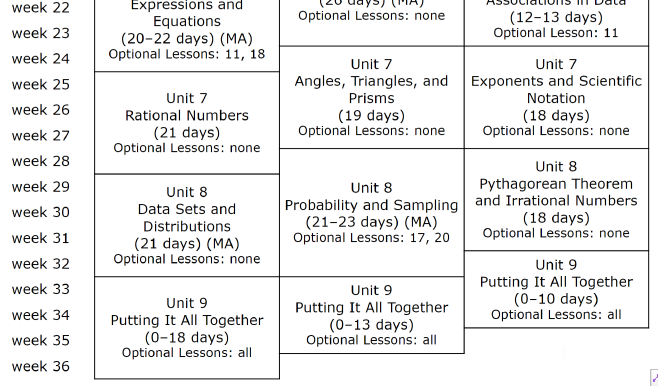 week 22
week 23
week 24
week 25
week 26
week 27
week 28
week 29
week 30
week 31
week 32
week 33
week 34
week 35
week 36
Expressions and
Equations
(20–22 days) (MA)
Optional Lessons: 11, 18
Unit 7
Rational Numbers
(21 days)
Optional Lessons: none
Unit 8
Data Sets and
Distributions
(21 days) (MA)
Optional Lessons: none
Unit 9
Putting It All Together
(0–18 days)
Optional Lessons: all
(MA)
Optional Lessons: none
Unit 7
Angles, Triangles, and
Prisms
(19 days)
Optional Lessons: none
Unit 8
Probability and Sampling
(21–23 days) (MA)
Optional Lessons: 17, 20
Unit 9
Putting It All Together
(0–13 days)
Optional Lessons: all
Associations in Data
(12–13 days)
Optional Lesson: 11
Unit 7
Exponents and Scientific
Notation
(18 days)
Optional Lessons: none
Unit 8
Pythagorean Theorem
and Irrational Numbers
(18 days)
Optional Lessons: none
Unit 9
Putting It All Together
(0–10 days)
Optional Lessons: all